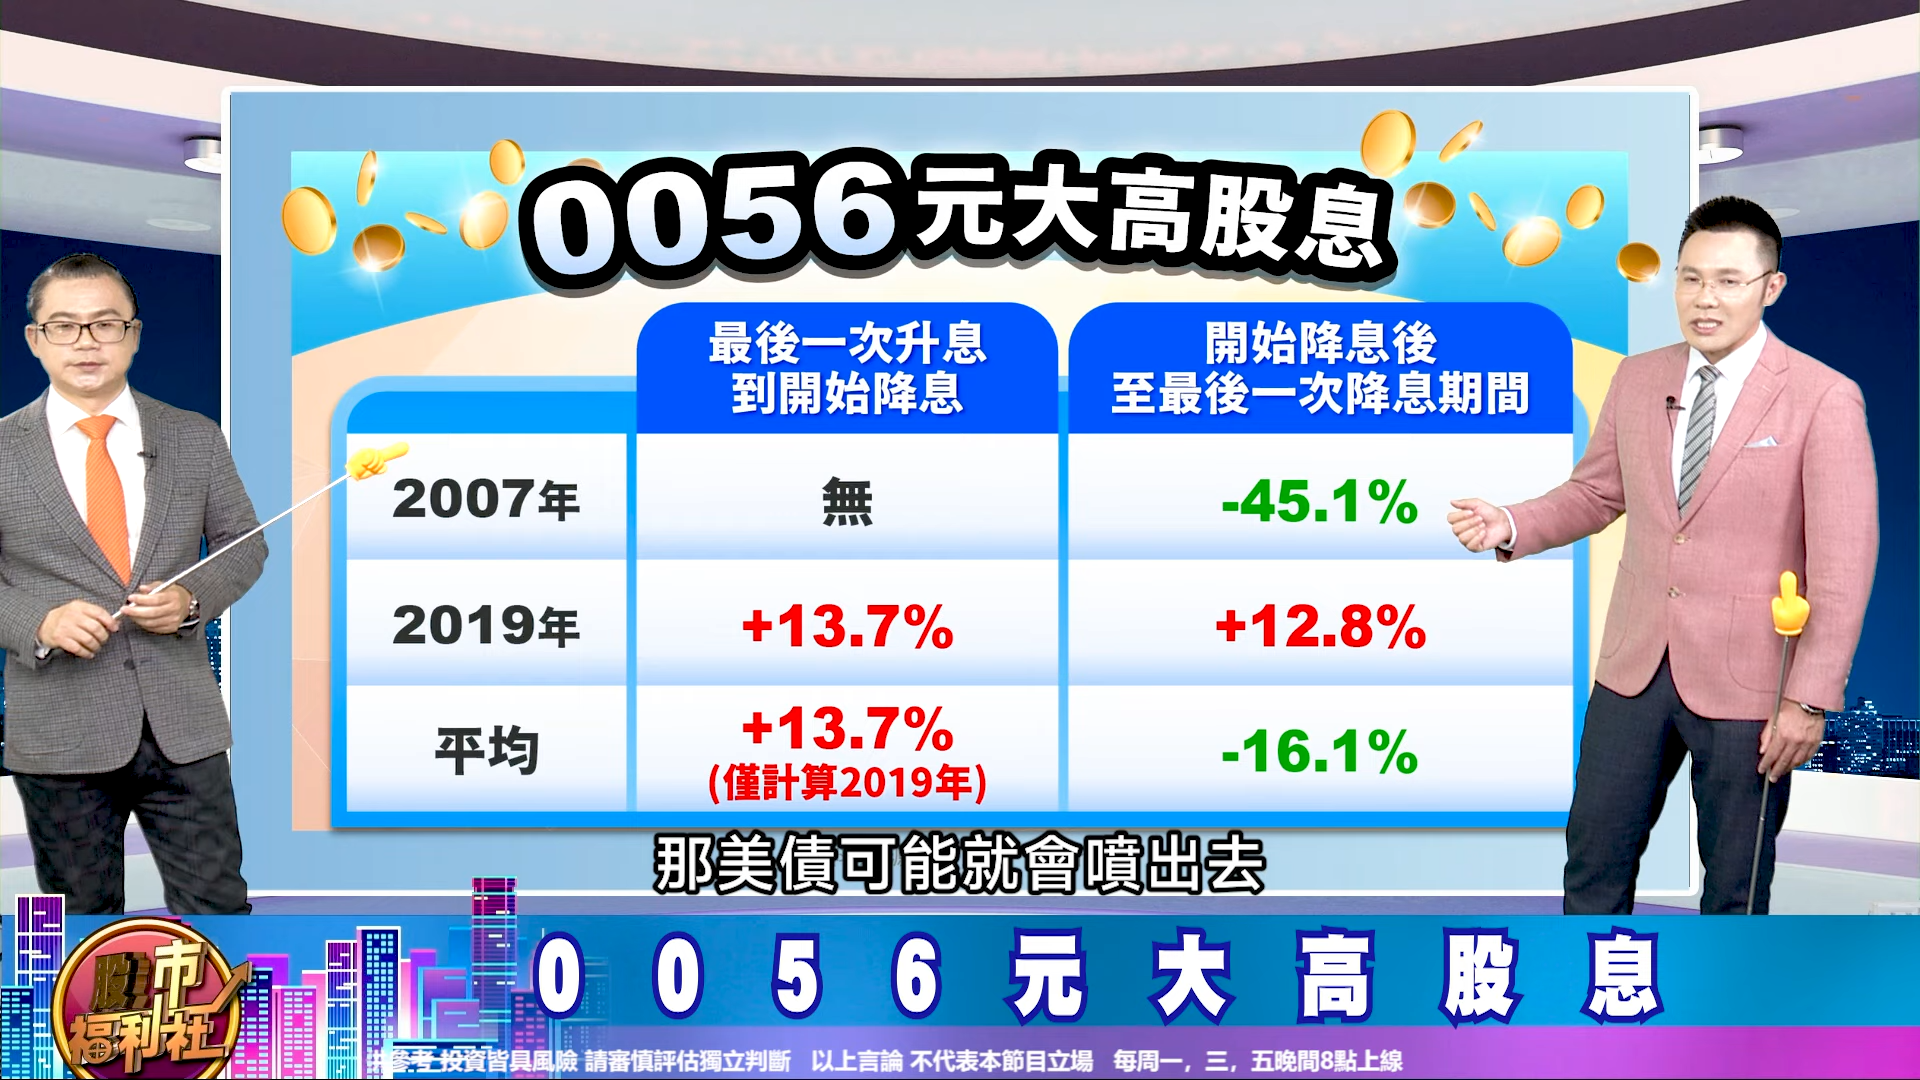 0056元大高股息
最後一次升息
到開始降息
開始降息後
至最後一次降息期間
2007年
無
-45.1%
2019年
+13.7%
+12.8%
平均
+13.7%
(僅計算2019年)
-16.1%
那美債可能就會噴出去
0056元大高股息
股市
福利社
供參考 投資皆具風險 請審慎評估獨立判斷 以上言論 不代表本節目立場 每周一，三，五晚間8點上線